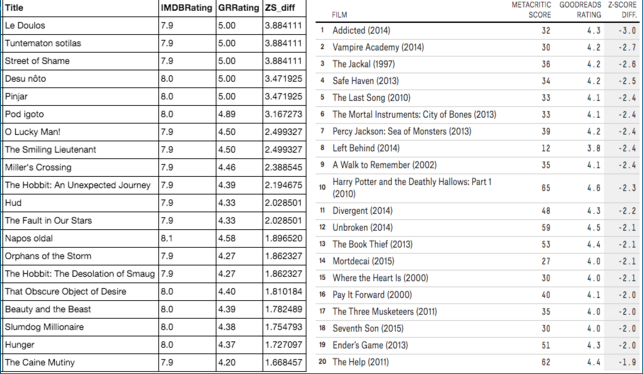 Title IMDBRating GRRating ZS_diff
Le Doulos 7.9 5.00 3.884111
Tuntematon sotilas 7.9 5.00 3.884111
Street of Shame 7.9 5.00 3.884111
Desu nôto 8.0 5.00 3.471925
Pinjar 8.0 5.00 3.471925
Pod igoto 8.0 4.89 3.167273
O Lucky Man! 7.9 4.50 2.499327
The Smiling Lieutenant 7.9 4.50 2.499327
Miller's Crossing 7.9 4.46 2.388545
The Hobbit: An Unexpected Journey 7.9 4.39 2.194675
Hud 7.9 4.33 2.028501
The Fault in Our Stars 7.9 4.33 2.028501
Napos oldal 8.1 4.58 1.896520
Orphans of the Storm 7.9 4.27 1.862327
The Hobbit: The Desolation of Smaug 7.9 4.27 1.862327
That Obscure Object of Desire 8.0 4.40 1.810184
Beauty and the Beast 8.0 4.39 1.782489
Slumdog Millionaire 8.0 4.38 1.754793
Hunger 8.0 4.37 1.727097
The Caine Mutiny 7.9 4.20 1.668457
METACRITIC GOODREADS Z-SCORE
FILM SCORE RATING DIFF.
1 Addicted (2014) 32 4.3 -3.0
2 Vampire Academy (2014) 30 4.2 -2.7
3 The Jackal (1997) 36 4.2 -2.6
4 Safe Haven (2013) 34 4.2 -2.5
5 The Last Song (2010) 33 4.1 -2.4
6 The Mortal Instruments: City of Bones (2013) 33 4.1 -2.4
7 Percy Jackson: Sea of Monsters (2013) 39 4.2 -2.4
8 Left Behind (2014) 12 3.8 -2.4
9 A Walk to Remember (2002) 35 4.1 -2.4
10 Harry Potter and the Deathly Hallows: Part 1
(2010) 65 4.6 -2.3
11 Divergent (2014) 48 4.3 -2.2
12 Unbroken (2014) 59 4.5 -2.1
13 The Book Thief (2013) 53 4.4 -2.1
14 Mortdecai (2015) 27 4.0 -2.1
15 Where the Heart Is (2000) 30 4.0 -2.1
16 Pay It Forward (2000) 40 4.1 -2.0
17 The Three Musketeers (2011) 35 4.0 -2.0
18 Seventh Son (2015) 30 4.0 -2.0
19 Ender's Game (2013) 51 4.3 -2.0
20 The Help (2011) 62 4.4 -1.9